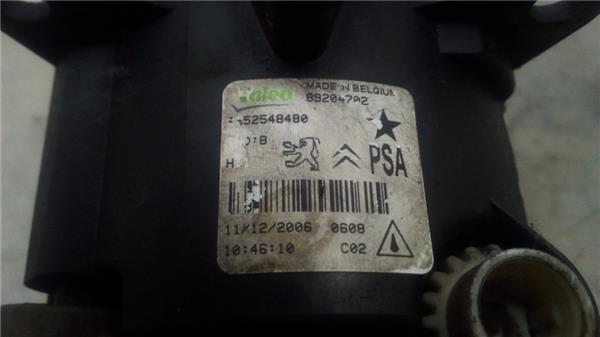 Valeo
MADE IN BELGIUM
89204702
52548480
:B
H
PSA
11/12/2006 0608
10:46:10 C02